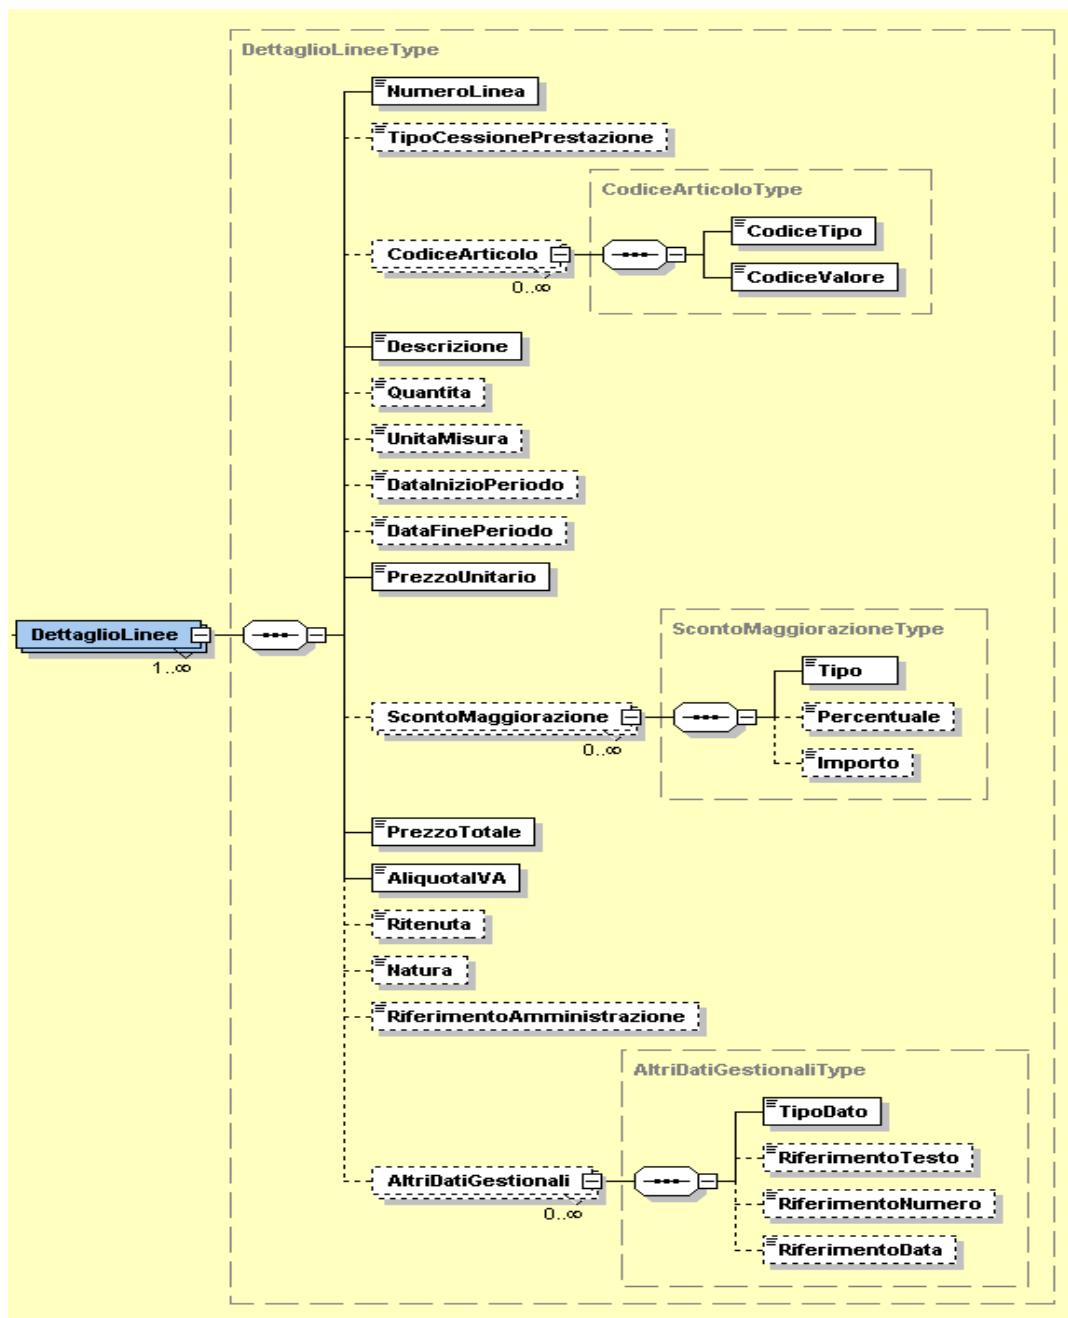 DettaglioLineeType
NumeroLinea
TipoCessionePrestazione
CodiceArticoloType
CodiceTipo
CodiceArticolo
CodiceValore
0..∞
Descrizione
Quantita
UnitaMisura
DataInizioPeriodo
DataFinePeriodo
PrezzoUnitario
DettaglioLinee
1..∞
ScontoMaggiorazioneType
Tipo
ScontoMaggiorazione
Percentuale
0..∞
Importo
PrezzoTotale
AliquotaIVA
Ritenuta
Natura
RiferimentoAmministrazione
AltriDatiGestionaliType
TipoDato
RiferimentoTesto
AltriDatiGestionali
RiferimentoNumero
0..∞
RiferimentoData